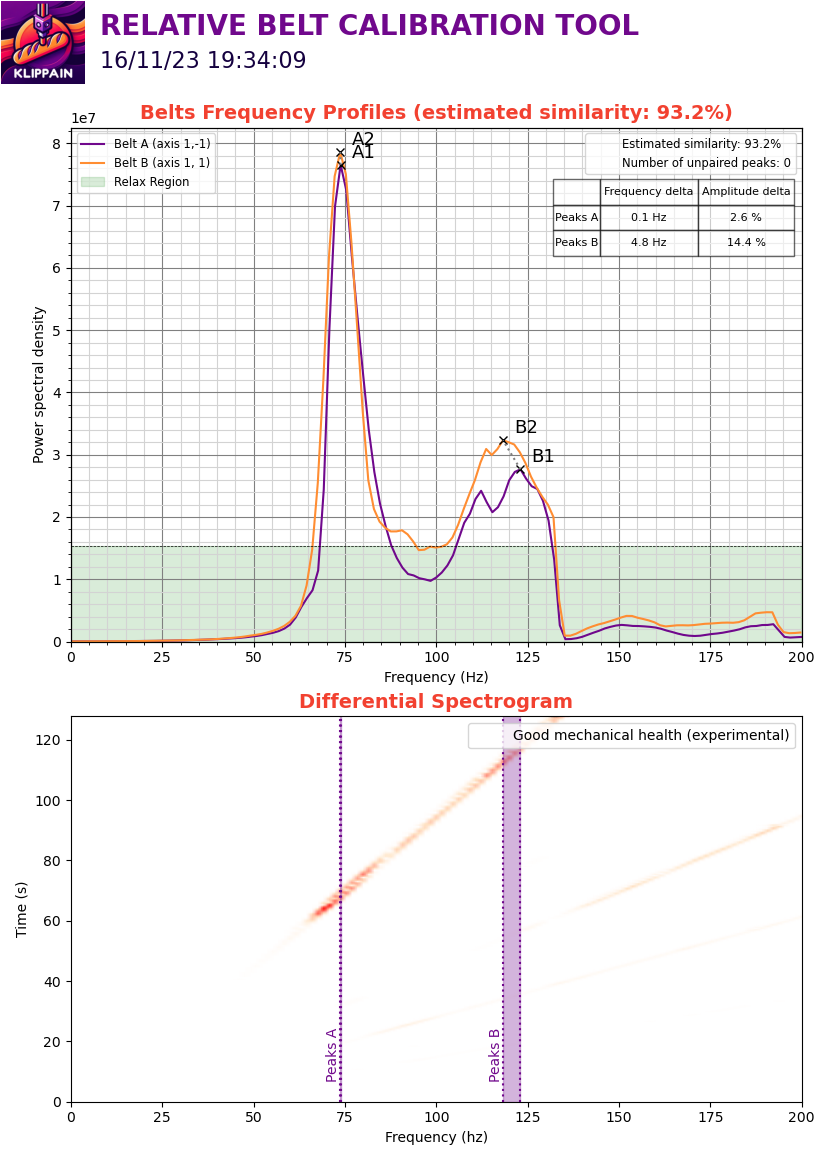 KLIPPAIN
RELATIVE BELT CALIBRATION TOOL
16/11/23 19:34:09
Belts Frequency Profiles (estimated similarity: 93.2%)
1e7
Belt A (axis 1,-1)
Belt B (axis 1, 1)
Relax Region
A2
A1
Estimated similarity: 93.2%
Number of unpaired peaks: 0
Frequency delta Amplitude delta
Peaks A 0.1 Hz 2.6 %
Peaks B 4.8 Hz 14.4 %
B2
B1
Power spectral density
8
7
6
5
4
3
2
1
0
0 25 50 75 100 125 150 175 200
Frequency (Hz)
Differential Spectrogram
Good mechanical health (experimental)
Time (s)
120
100
80
60
40
20
0
Peaks A
Peaks B
0 25 50 75 100 125 150 175 200
Frequency (hz)